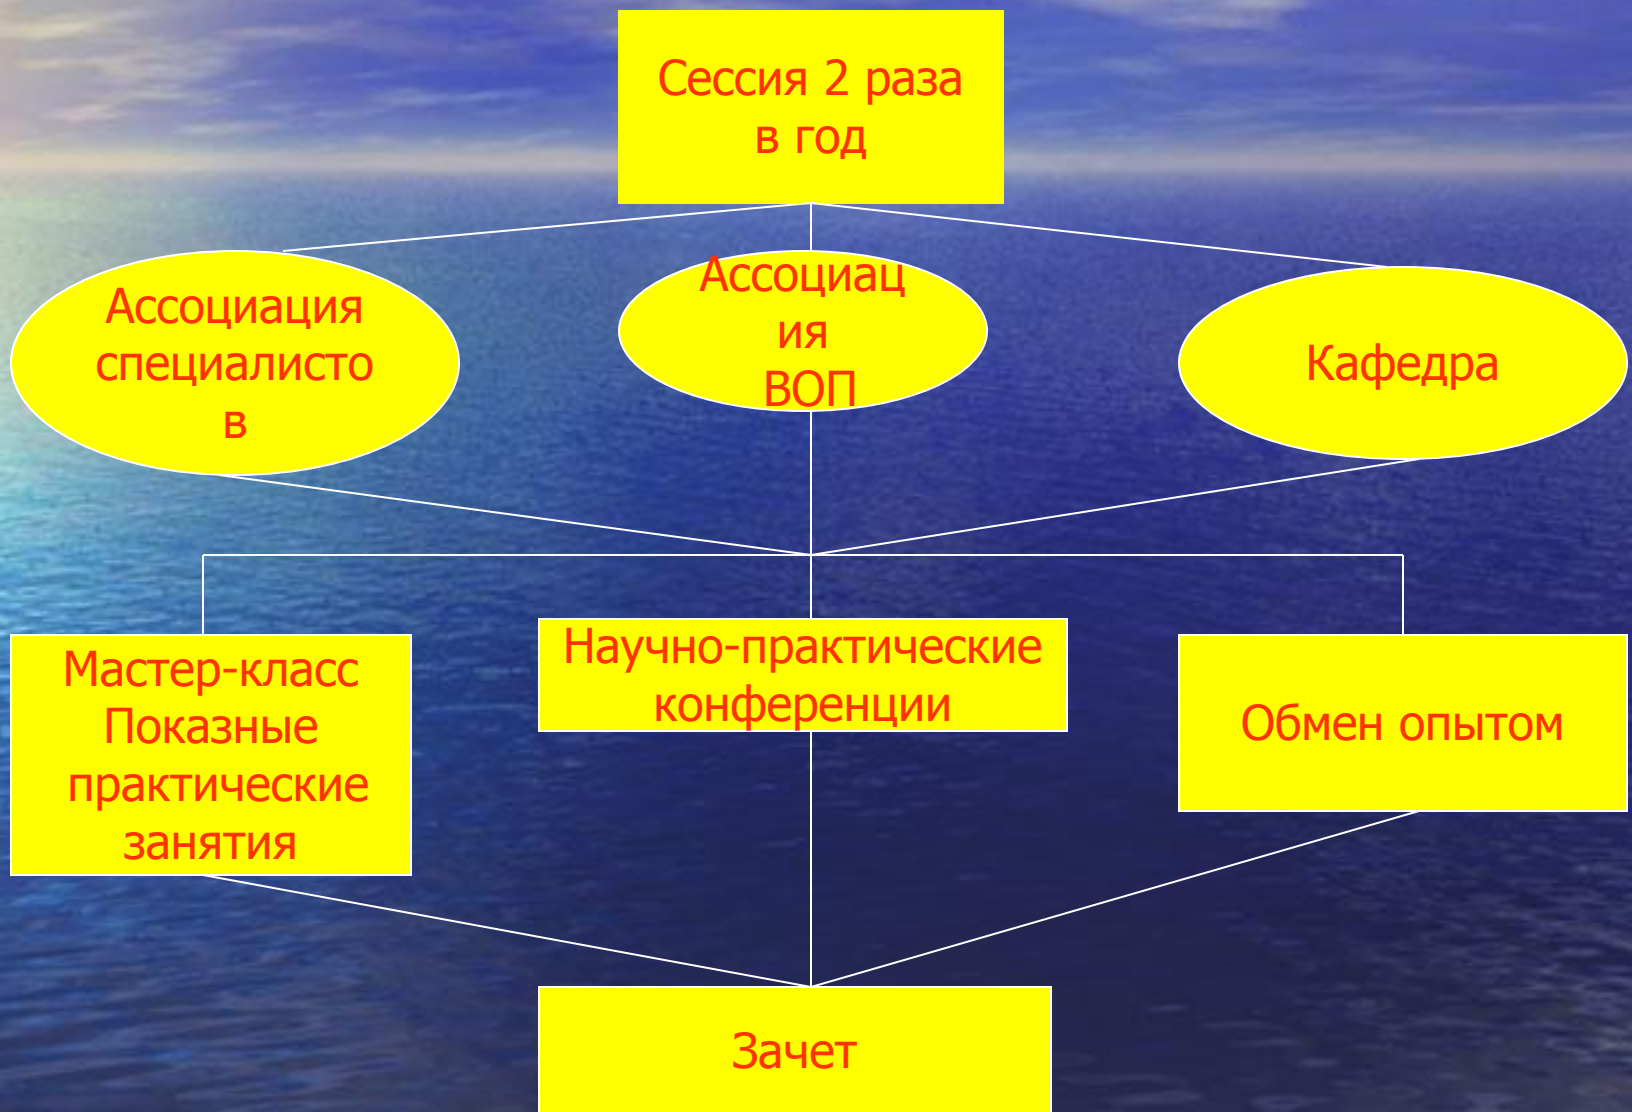 Сессия 2 раза
в год
Ассоциация
специалисто
в
Ассоциац
ия
ВОП
Кафедра
Мастер-класс
Показные
практические
занятия
Научно-практические
конференции
Обмен опытом
Зачет